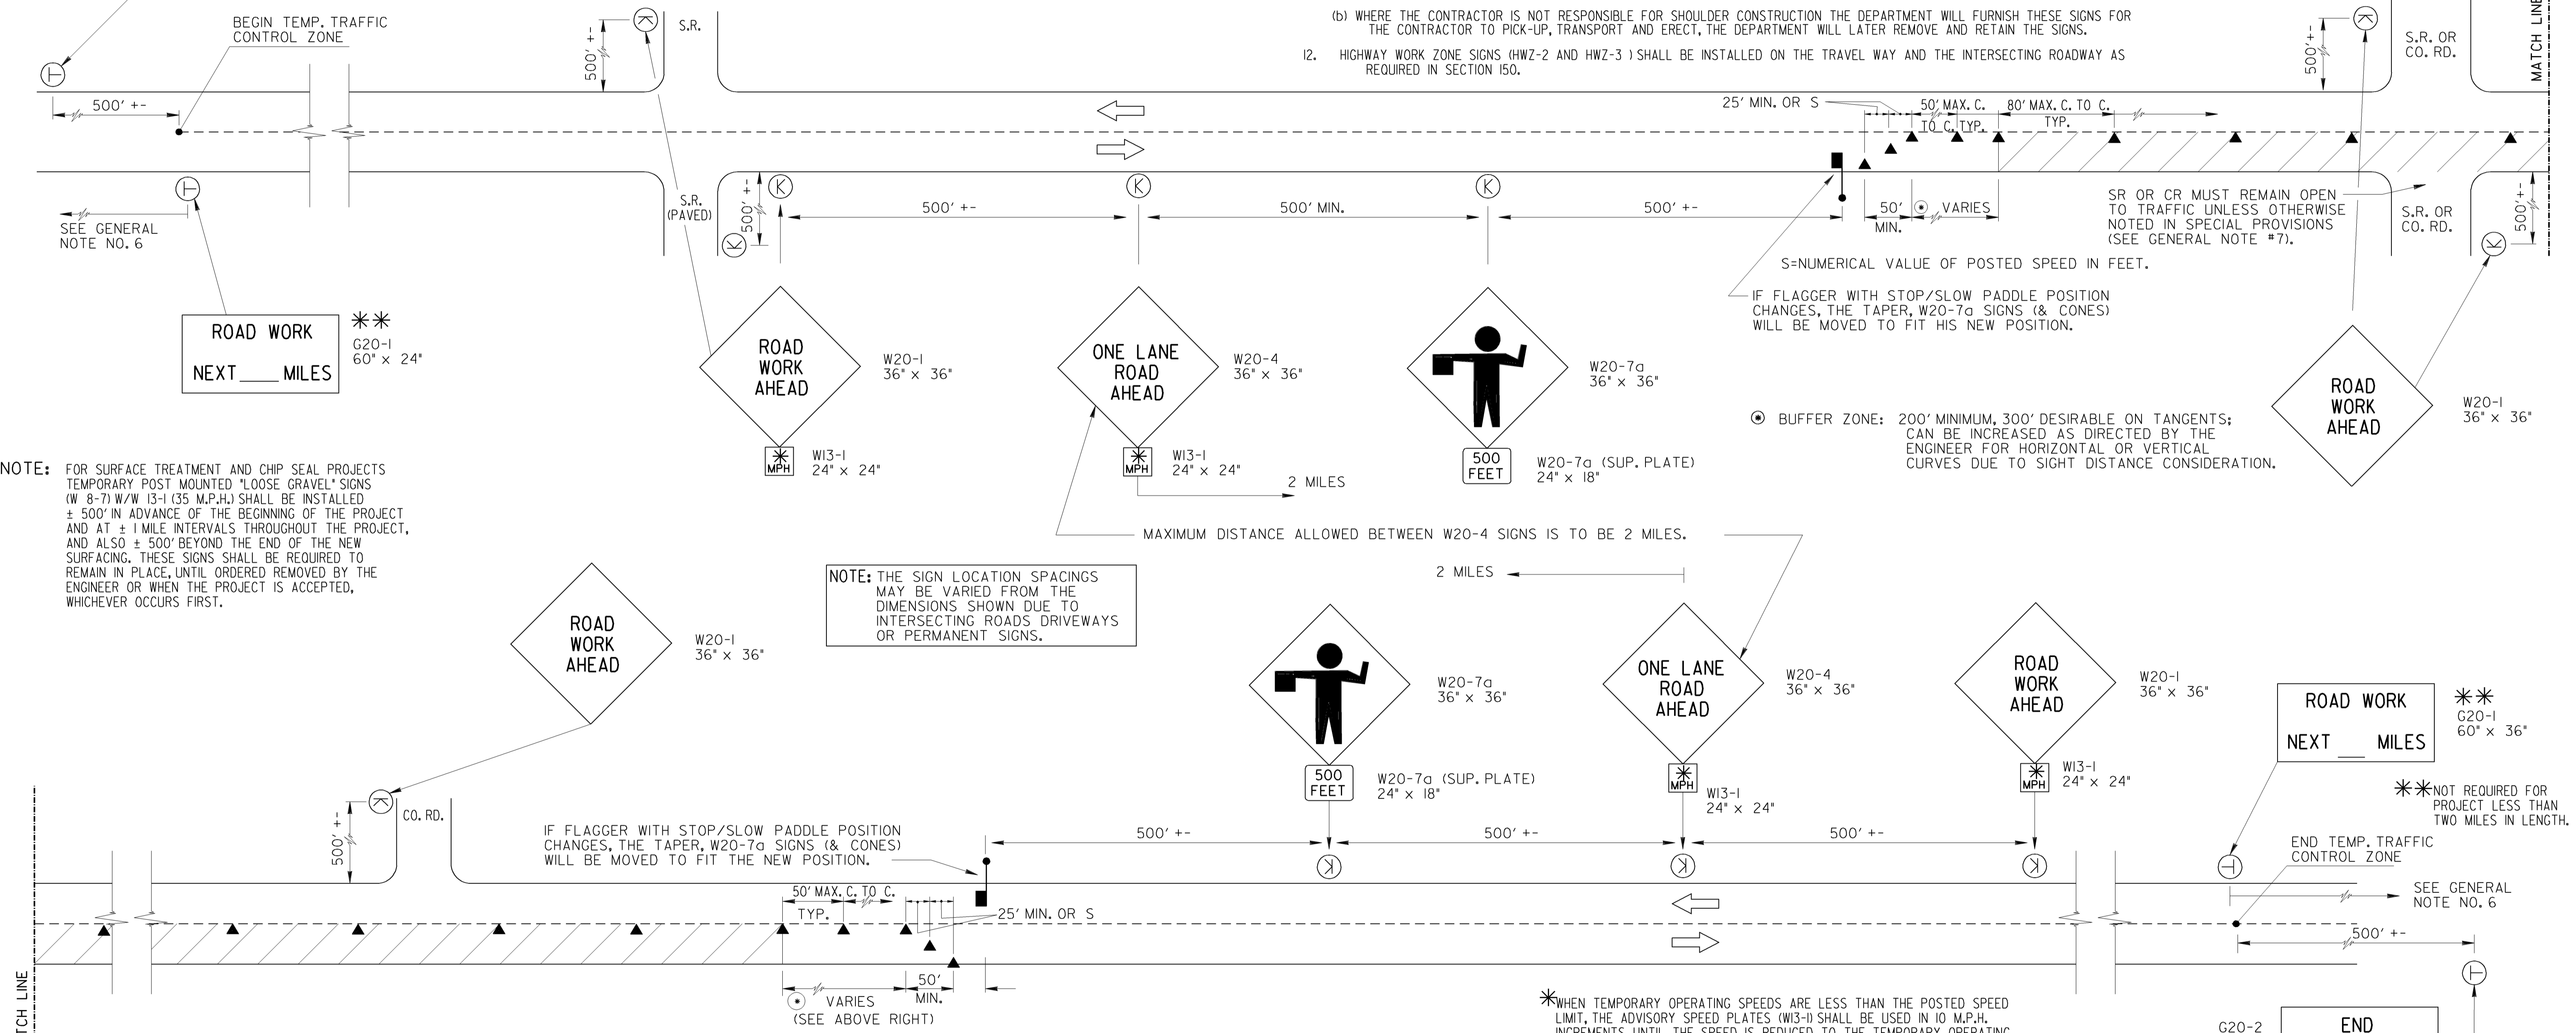 (b) WHERE THE CONTRACTOR IS NOT RESPONSIBLE FOR SHOULDER CONSTRUCTION THE DEPARTMENT WILL FURNISH THESE SIGNS FOR
THE CONTRACTOR TO PICK-UP, TRANSPORT AND ERECT, THE DEPARTMENT WILL LATER REMOVE AND RETAIN THE SIGNS.
12. HIGHWAY WORK ZONE SIGNS (HWZ-2 AND HWZ-3 ) SHALL BE INSTALLED ON THE TRAVEL WAY AND THE INTERSECTING ROADWAY AS
REQUIRED IN SECTION 150.
BEGIN TEMP. TRAFFIC
CONTROL ZONE
T
500' +-
K
500' +-
S.R.
K
500' +-
S.R. OR
CO. RD.
MATCH LINE
25' MIN. OR S
50' MAX. C.
TO C. TYP.
80' MAX. C. TO C.
TYP.
T
SEE GENERAL
NOTE NO. 6
S.R.
(PAVED)
500' +-
K
K
500' +-
K
500' MIN.
K
500' +-
50'
MIN.
VARIES
SR OR CR MUST REMAIN OPEN
TO TRAFFIC UNLESS OTHERWISE
NOTED IN SPECIAL PROVISIONS
(SEE GENERAL NOTE #7).
S.R. OR
CO. RD.
K
500'+-
S=NUMERICAL VALUE OF POSTED SPEED IN FEET.
IF FLAGGER WITH STOP/SLOW PADDLE POSITION
CHANGES, THE TAPER, W20-7a SIGNS (& CONES)
WILL BE MOVED TO FIT HIS NEW POSITION.
ROAD WORK
NEXT ____ MILES
**
G20-1
60" x 24"
ROAD
WORK
AHEAD
W20-1
36" x 36"
*
MPH
W13-1
24" x 24"
ONE LANE
ROAD
AHEAD
W20-4
36" x 36"
*
MPH
W13-1
24" x 24"
2 MILES
W20-7a
36" x 36"
500
FEET
W20-7a (SUP. PLATE)
24" x 18"
BUFFER ZONE: 200' MINIMUM, 300' DESIRABLE ON TANGENTS;
CAN BE INCREASED AS DIRECTED BY THE
ENGINEER FOR HORIZONTAL OR VERTICAL
CURVES DUE TO SIGHT DISTANCE CONSIDERATION.
ROAD
WORK
AHEAD
W20-1
36" x 36"
NOTE: FOR SURFACE TREATMENT AND CHIP SEAL PROJECTS
TEMPORARY POST MOUNTED "LOOSE GRAVEL" SIGNS
(W 8-7) W/W 13-1 (35 M.P.H.) SHALL BE INSTALLED
± 500' IN ADVANCE OF THE BEGINNING OF THE PROJECT
AND AT ± 1 MILE INTERVALS THROUGHOUT THE PROJECT,
AND ALSO ± 500' BEYOND THE END OF THE NEW
SURFACING. THESE SIGNS SHALL BE REQUIRED TO
REMAIN IN PLACE, UNTIL ORDERED REMOVED BY THE
ENGINEER OR WHEN THE PROJECT IS ACCEPTED,
WHICHEVER OCCURS FIRST.
MAXIMUM DISTANCE ALLOWED BETWEEN W20-4 SIGNS IS TO BE 2 MILES.
2 MILES
NOTE: THE SIGN LOCATION SPACINGS
MAY BE VARIED FROM THE
DIMENSIONS SHOWN DUE TO
INTERSECTING ROADS DRIVEWAYS
OR PERMANENT SIGNS.
ROAD
WORK
AHEAD
W20-1
36" x 36"
W20-7a
36" x 36"
500
FEET
W20-7a (SUP. PLATE)
24" x 18"
ONE LANE
ROAD
AHEAD
W20-4
36" x 36"
*
MPH
W13-1
24" x 24"
ROAD
WORK
AHEAD
W20-1
36" x 36"
*
MPH
W13-1
24" x 24"
ROAD WORK
NEXT ___ MILES
**
G20-1
60" x 36"
**NOT REQUIRED FOR
PROJECT LESS THAN
TWO MILES IN LENGTH.
K
500' +-
CO. RD.
IF FLAGGER WITH STOP/SLOW PADDLE POSITION
CHANGES, THE TAPER, W20-7a SIGNS (& CONES)
WILL BE MOVED TO FIT THE NEW POSITION.
500' +-
500' +-
500' +-
K
K
K
T
END TEMP. TRAFFIC
CONTROL ZONE
SEE GENERAL
NOTE NO. 6
50' MAX. C. TO C.
TYP.
25' MIN. OR S
500' +-
T
TCH LINE
VARIES
(SEE ABOVE RIGHT)
50'
MIN.
*WHEN TEMPORARY OPERATING SPEEDS ARE LESS THAN THE POSTED SPEED
LIMIT, THE ADVISORY SPEED PLATES (W13-1) SHALL BE USED IN 10 M.P.H.
INCREMENTS UNTIL THE SPEED IS REDUCED TO THE TEMPORARY OPERATING
G20-2
END